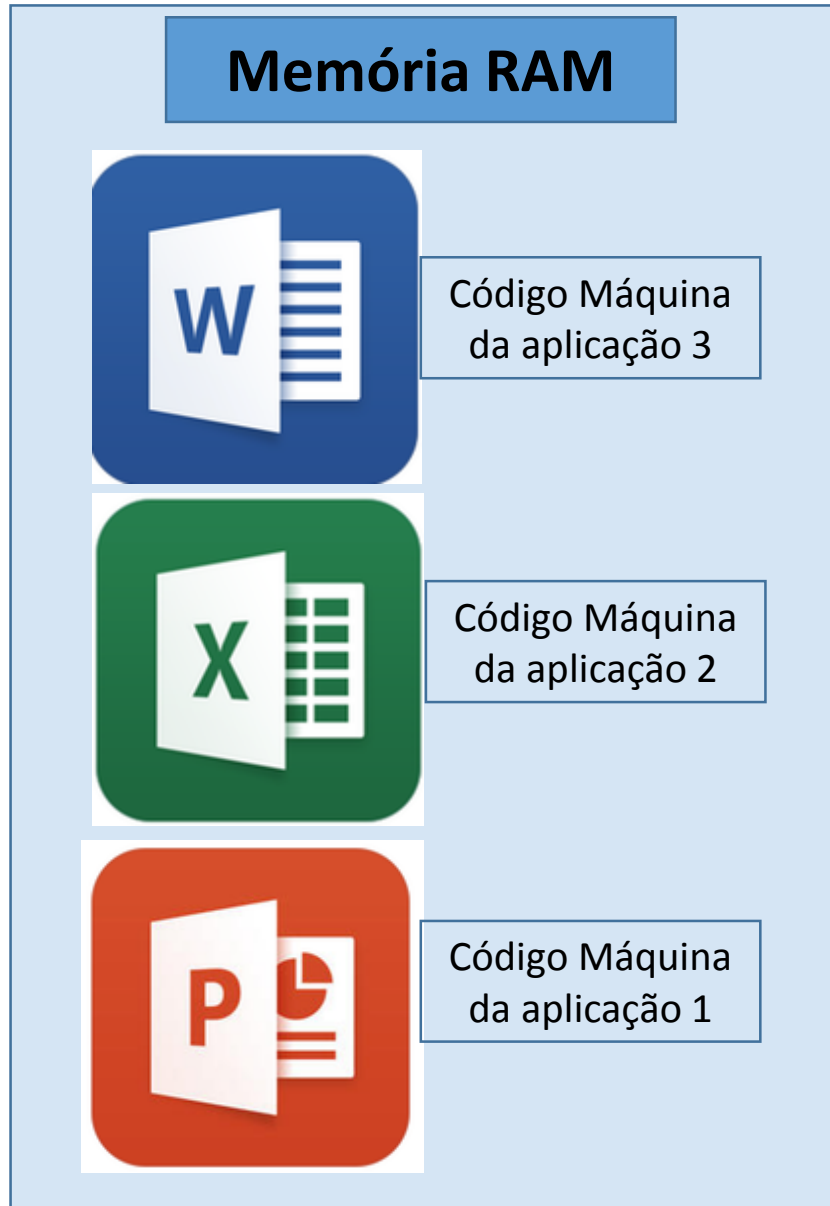 Memória RAM
W
Código Máquina
da aplicação 3
X
Código Máquina
da aplicação 2
P
Código Máquina
da aplicação 1